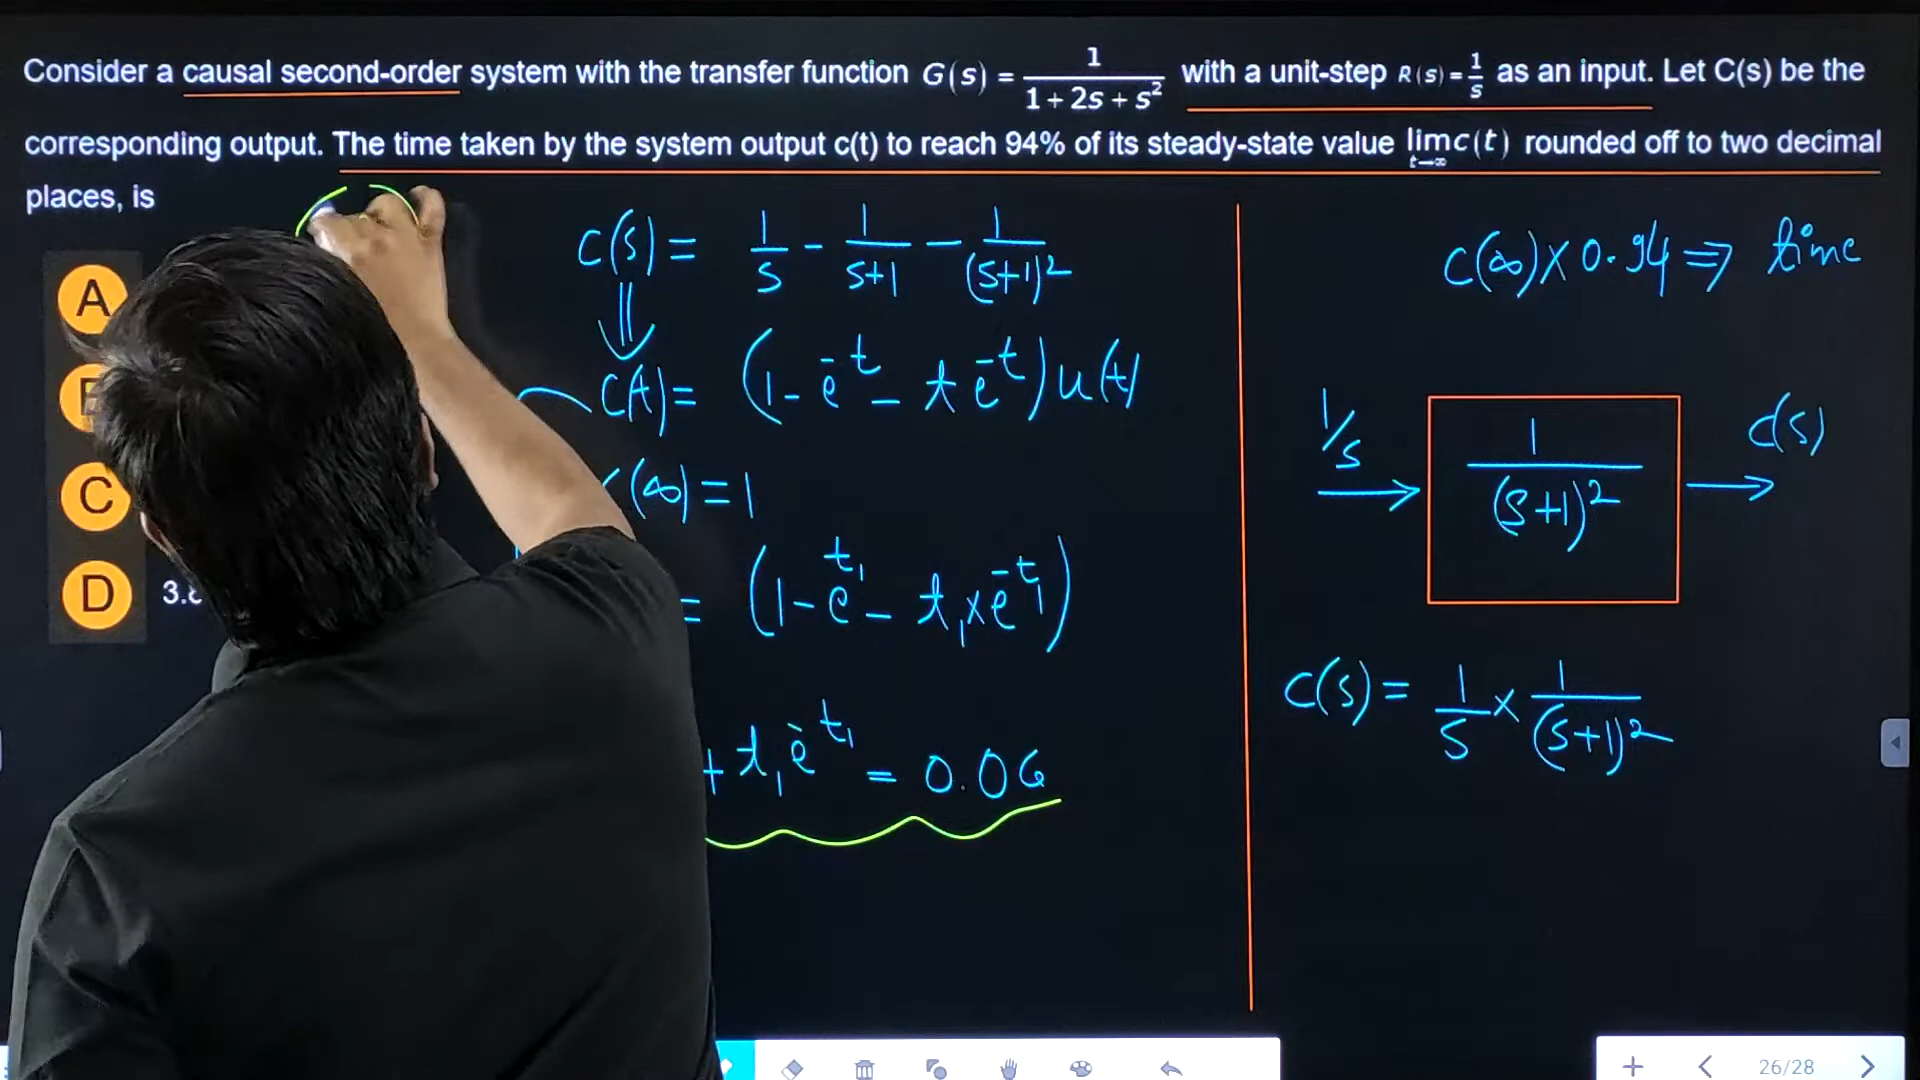 Consider a causal second-order system with the transfer function G(s) = 1 / (1 + 2s + s²) with a unit-step R(s) = 1/s as an input. Let C(s) be the
corresponding output. The time taken by the system output c(t) to reach 94% of its steady-state value lim t→∞ c(t) rounded off to two decimal
places, is
A
C
D
C(s) = 1/s - 1/(s+1) - 1/(s+1)²
c(t) = (1 - e^-t - t e^-t) u(t)
(∞) = 1
= (1 - e^-t₁ - t₁ × e^-t₁)
+ t₁ e^-t₁ = 0.06
C(∞) × 0.94 ⇒ time
1/s
1/(s+1)²
C(s)
C(s) = 1/s × 1/(s+1)²
26/28